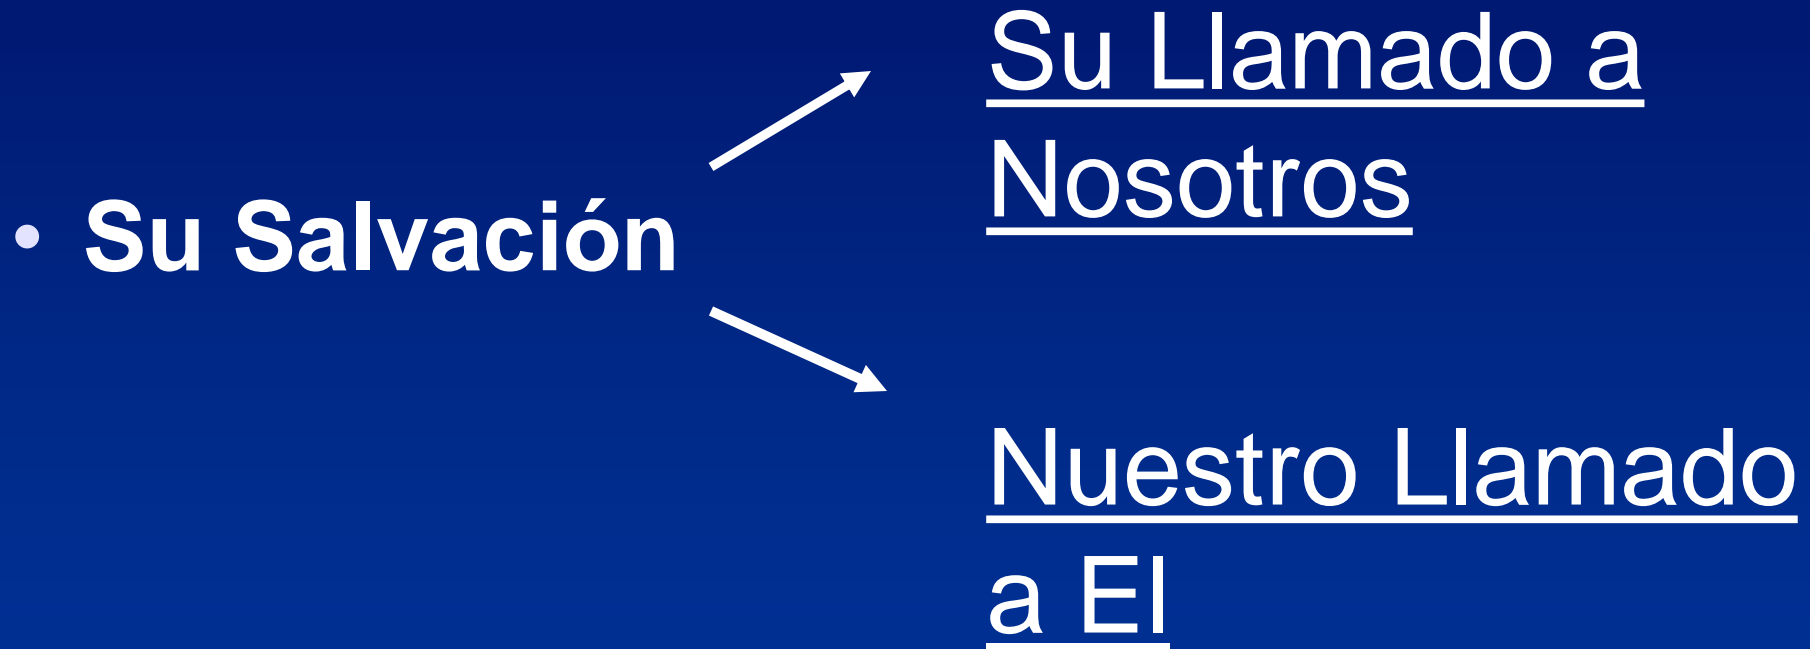 • Su Salvación
Su Llamado a
Nosotros
Nuestro Llamado
a El